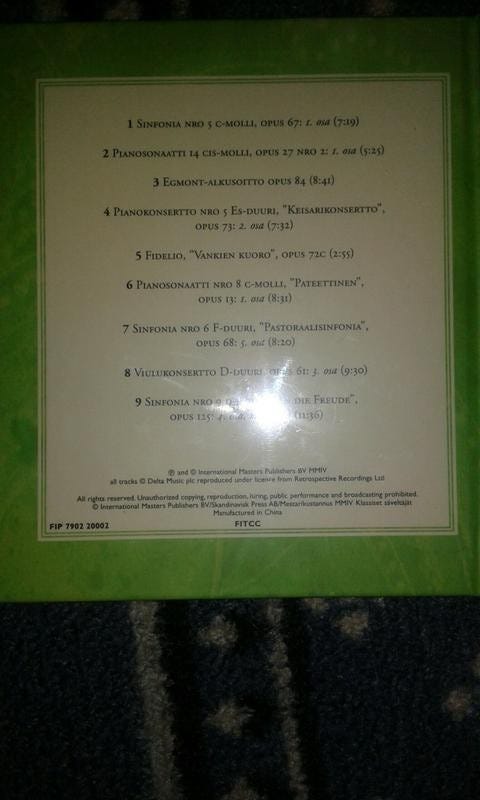 1 Sinfonia nro 5 c-molli, opus 67: 1. osa (7:19)
2 Pianosonaatti 14 cis-molli, opus 27 nro 2: 1. osa (5:25)
3 Egmont-alkusoitto opus 84 (8:41)
4 Pianokonsertto nro 5 Es-duuri, "Keisarikonsertto",
opus 73: 2. osa (7:32)
5 Fidelio, "Vankien kuoro", opus 72c (2:55)
6 Pianosonaatti nro 8 c-molli, "Pateettinen",
opus 13: 1. osa (8:31)
7 Sinfonia nro 6 F-duuri, "Pastoraalisinfonia",
opus 68: 5. osa (8:20)
8 Viulukonsertto D-duuri, opus 61: 3. osa (9:30)
9 Sinfonia nro 9 die Freude",
opus 125: 4. (11:36)
℗ and © International Masters Publishers BV MMIV
all tracks © Delta Music plc reproduced under licence from Retrospective Recordings Ltd
All rights reserved. Unauthorized copying, reproduction, hiring, public performance and broadcasting prohibited.
© International Masters Publishers BV/Skandinavisk Press AB/Mestarikustannus MMIV. Klassiset säveltäjät
Manufactured in China
FIP 7902 20002 FITCC